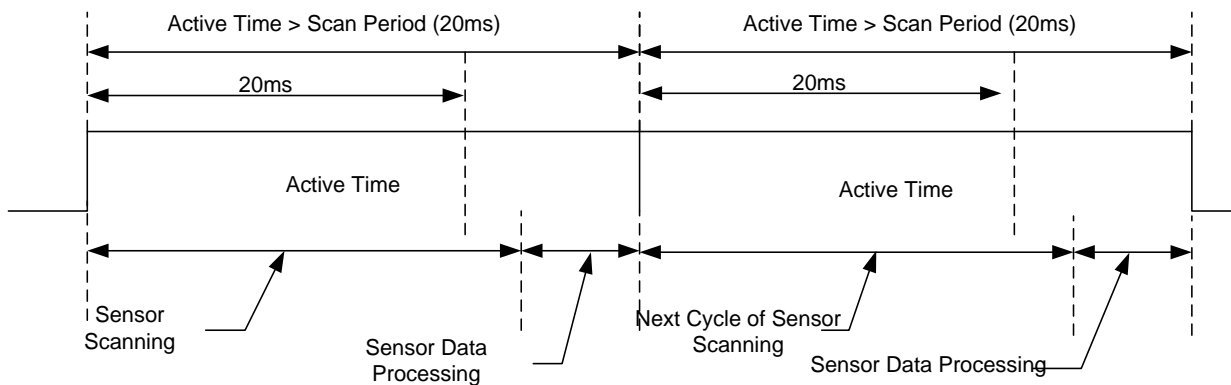 Active Time > Scan Period (20ms)
Active Time > Scan Period (20ms)
20ms
20ms
Active Time
Active Time
Sensor
Scanning
Sensor Data
Processing
Next Cycle of Sensor
Scanning
Sensor Data Processing